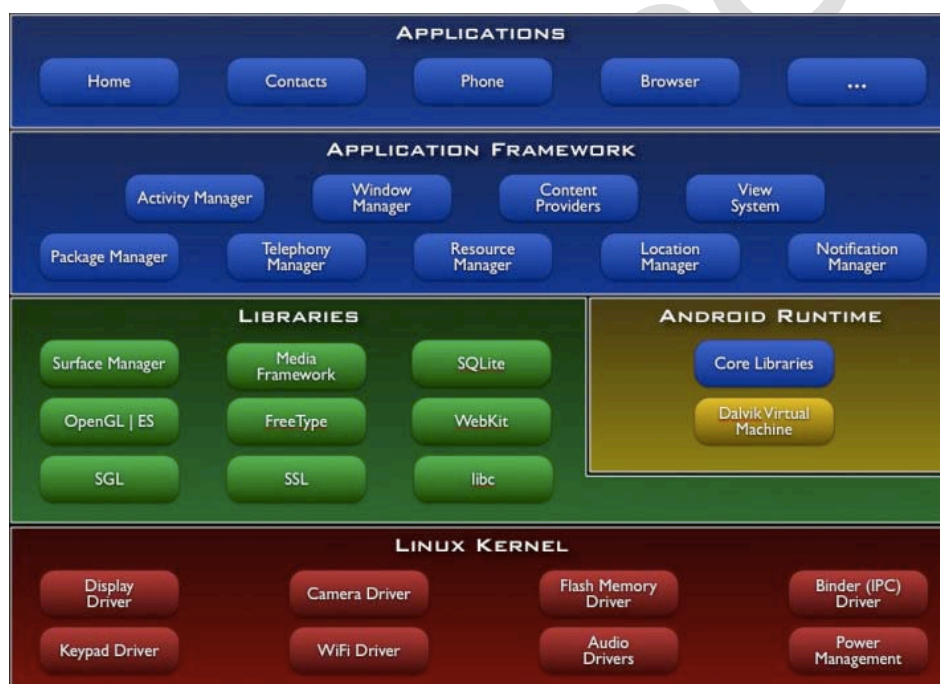 APPLICATIONS
Home
Contacts
Phone
Browser
...
APPLICATION FRAMEWORK
Activity Manager
Window
Manager
Content
Providers
View
System
Package Manager
Telephony
Manager
Resource
Manager
Location
Manager
Notification
Manager
LIBRARIES
Surface Manager
Media
Framework
SQLite
OpenGL | ES
FreeType
WebKit
SGL
SSL
libc
ANDROID RUNTIME
Core Libraries
Dalvik Virtual
Machine
LINUX KERNEL
Display
Driver
Camera Driver
Flash Memory
Driver
Binder (IPC)
Driver
Keypad Driver
WiFi Driver
Audio
Drivers
Power
Management